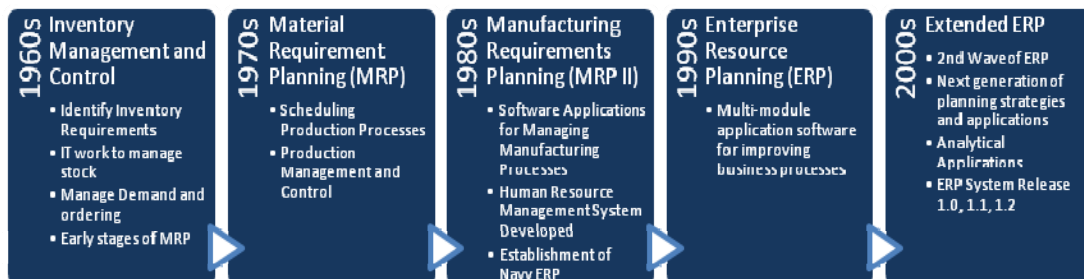 1960s
Inventory
Management and
Control
• Identify Inventory
Requirements
• IT work to manage
stock
• Manage Demand and
ordering
• Early stages of MRP
1970s
Material
Requirement
Planning (MRP)
• Scheduling
Production Processes
• Production
Management and
Control
1980s
Manufacturing
Requirements
Planning (MRP II)
• Software Applications
for Managing
Manufacturing
Processes
• Human Resource
Management System
Developed
• Establishment of
Navy ERP
1990s
Enterprise
Resource
Planning (ERP)
• Multi-module
application software
for improving
business processes
2000s
Extended ERP
• 2nd Wave of ERP
• Next generation of
planning strategies
and applications
• Analytical
Applications
• ERP System Release
1.0, 1.1, 1.2